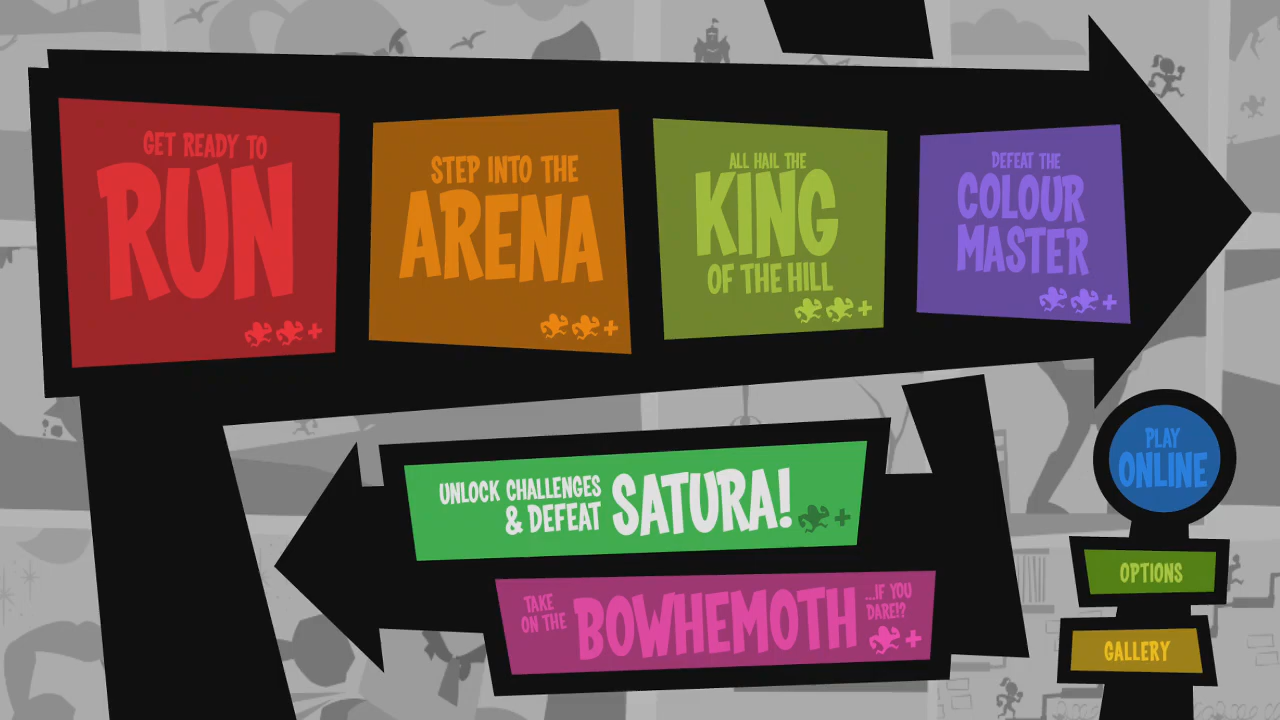 GET READY TO
RUN
STEP INTO THE
ARENA
ALL HAIL THE
KING
OF THE HILL
DEFEAT THE
COLOUR
MASTER
UNLOCK CHALLENGES
& DEFEAT
SATURA!
TAKE
ON THE
BOWHEMOTH
...IF YOU
DARE!?
PLAY
ONLINE
OPTIONS
GALLERY